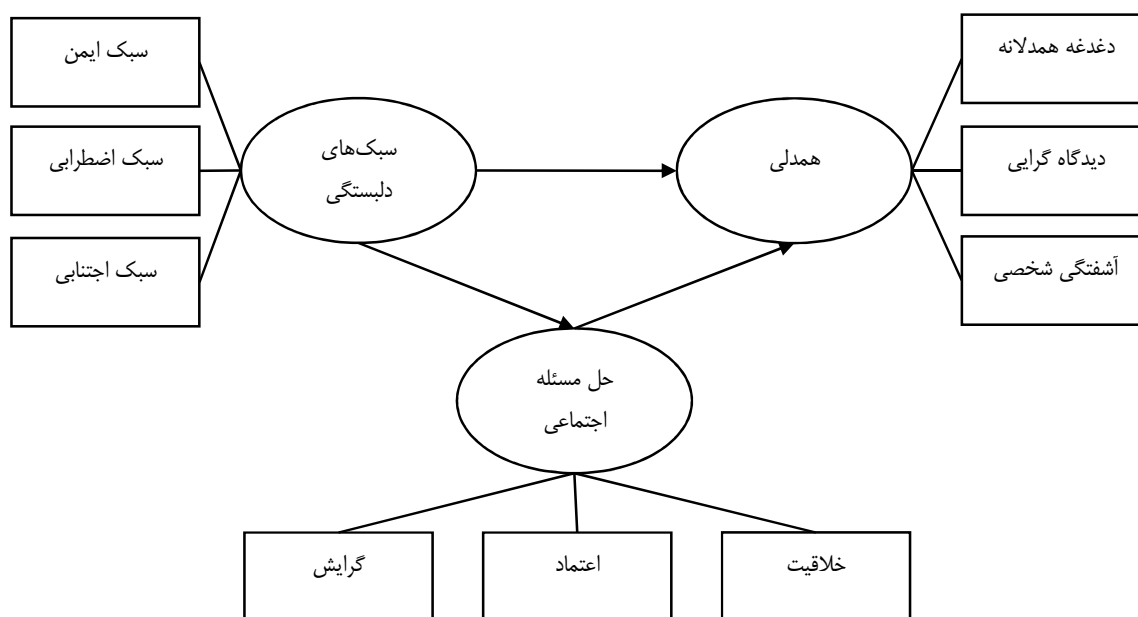 دغدغه همدلانه
سبک ایمن
دیدگاه گرایی
همدلی
سبک‌های
دلبستگی
سبک اضطرابی
آشفتگی شخصی
سبک اجتنابی
حل مسئله
اجتماعی
خلاقیت
اعتماد
گرایش